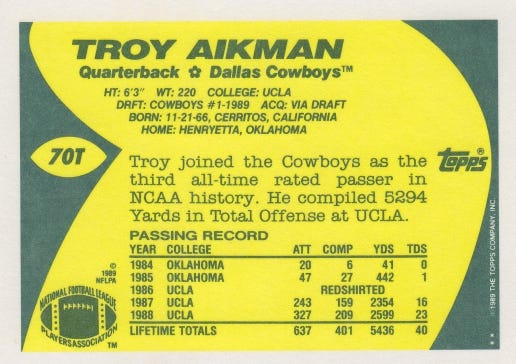 TROY AIKMAN
Quarterback ✩ Dallas Cowboys™
HT: 6'3" WT: 220 COLLEGE: UCLA
DRFT: COWBOYS #1-1989 ACQ: VIA DRAFT
BORN: 11-21-66, CERRITOS, CALIFORNIA
HOME: HENRYETTA, OKLAHOMA
70T
topps®
Troy joined the Cowboys as the
third all-time rated passer in
NCAA history. He compiled 5294
Yards in Total Offense at UCLA.
PASSING RECORD
YEAR COLLEGE ATT COMP YDS TDS
1984 OKLAHOMA 20 6 41 0
1985 OKLAHOMA 47 27 442 1
1986 UCLA REDSHIRTED
1987 UCLA 243 159 2354 16
1988 UCLA 327 209 2599 23
LIFETIME TOTALS 637 401 5436 40
©
1989
NFLPA
NATIONAL FOOTBALL LEAGUE
PLAYERS ASSOCIATION™
** ©1989 THE TOPPS COMPANY, INC.